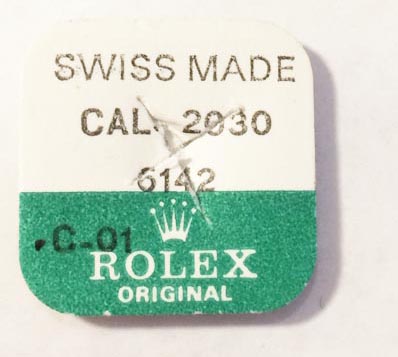 SWISS MADE
CAL. 2030
6142
.C-01
ROLEX
ORIGINAL